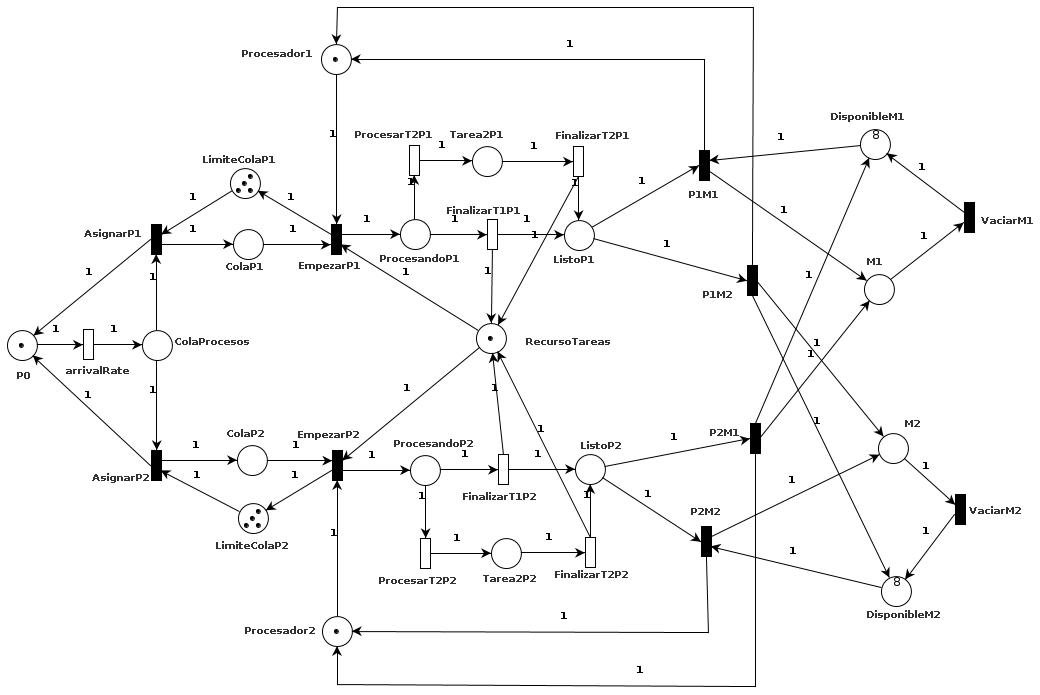 1
Procesador1
1
DisponibleM1
8
1
ProcesarT2P1
Tarea2P1
FinalizarT2P1
1
1
1
LimiteColaP1
1
1
1
1
1
P1M1
1
VaciarM1
FinalizarT1P1
AsignarP1
1
1
1
1
1
1
1
ColaP1
EmpezarP1
ProcesandoP1
ListoP1
1
M1
1
1
1
1
1
P1M2
1
1
ColaProcesos
RecursoTareas
1
1
P0
arrivalRate
1
1
1
1
1
ColaP2
EmpezarP2
ProcesandoP2
ListoP2
P2M1
M2
1
1
1
1
1
1
1
1
1
AsignarP2
1
1
FinalizarT1P2
1
1
1
1
P2M2
VaciarM2
LimiteColaP2
1
1
1
1
1
ProcesarT2P2
Tarea2P2
FinalizarT2P2
8
DisponibleM2
1
Procesador2
1